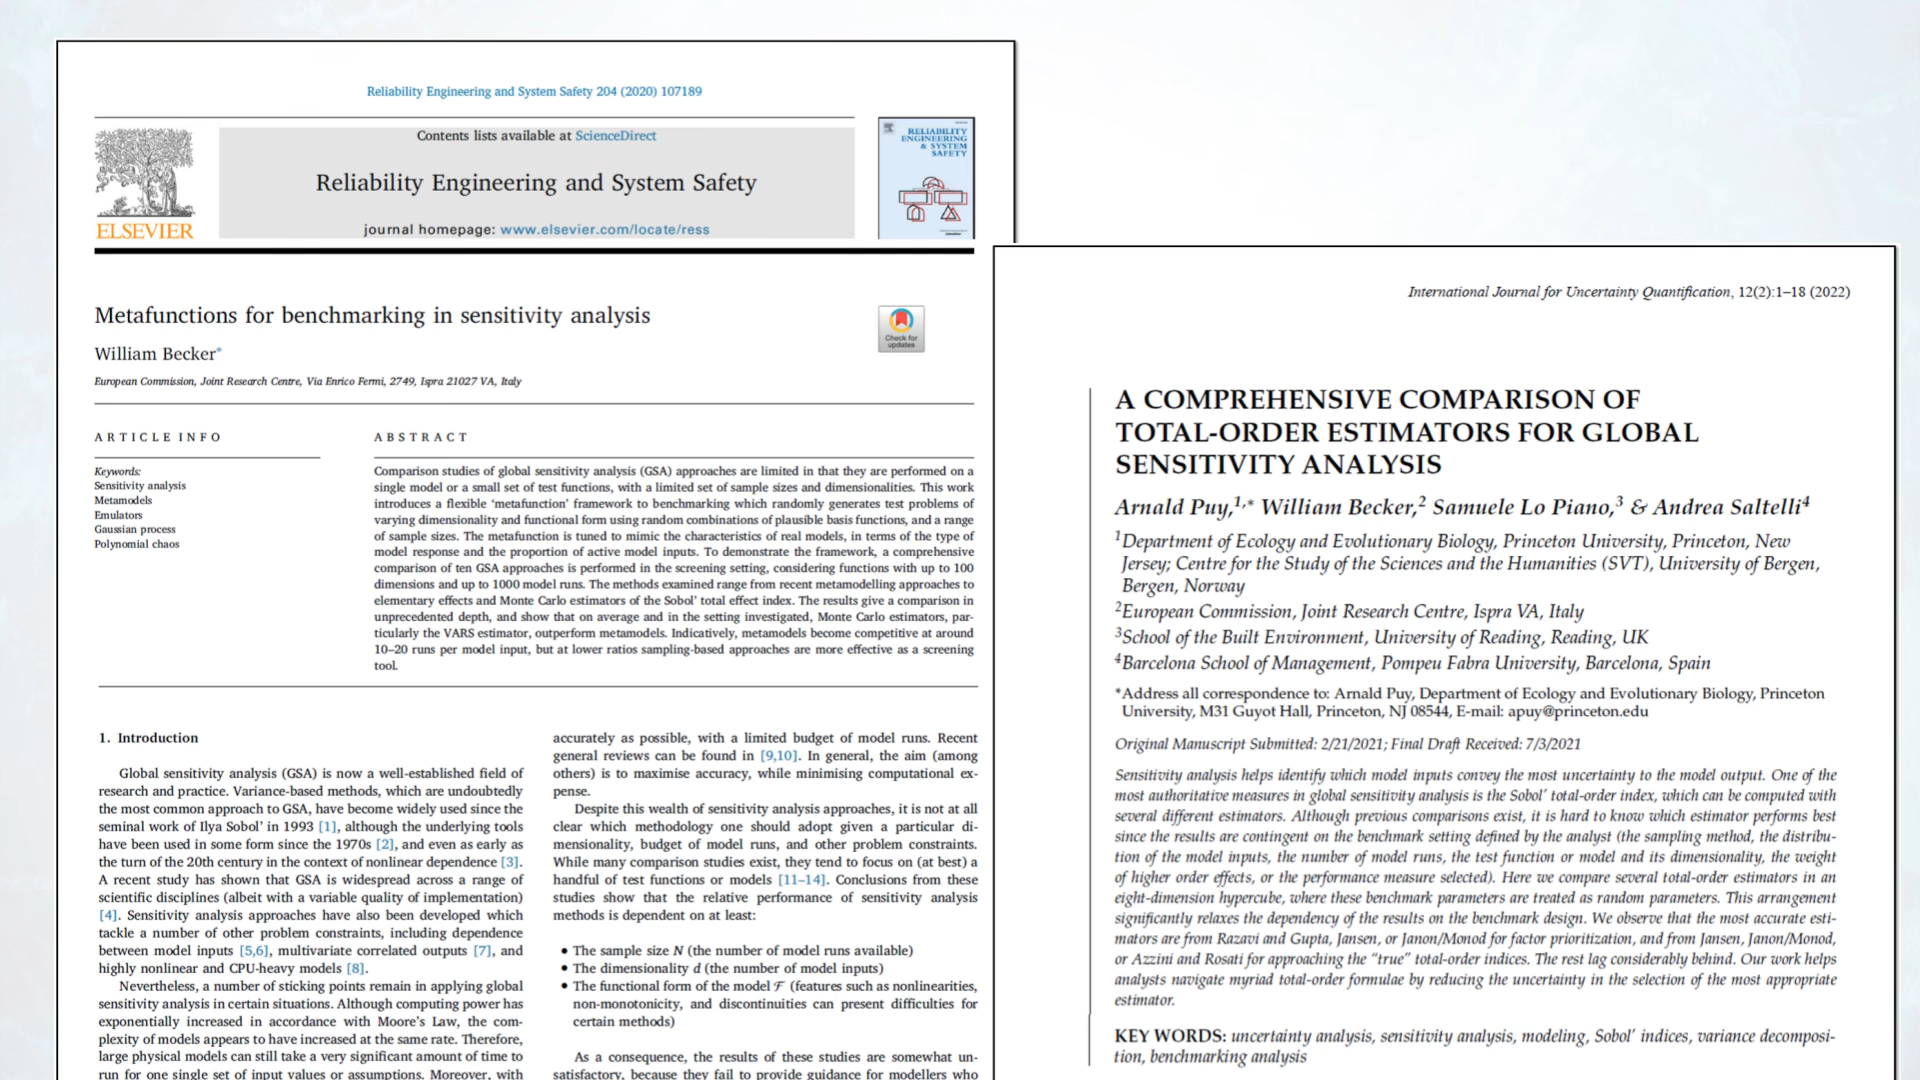 Reliability Engineering and System Safety 204 (2020) 107189
Contents lists available at ScienceDirect
Reliability Engineering and System Safety
journal homepage: www.elsevier.com/locate/ress
ELSEVIER
RELIABILITY
ENGINEERING
& SYSTEM
SAFETY
Metafunctions for benchmarking in sensitivity analysis
Check for
updates
William Becker*
European Commission, Joint Research Centre, Via Enrico Fermi, 2749, Ispra 21027 VA, Italy
ARTICLE INFO
Keywords:
Sensitivity analysis
Metamodels
Emulators
Gaussian process
Polynomial chaos
ABSTRACT
Comparison studies of global sensitivity analysis (GSA) approaches are limited in that they are performed on a
single model or a small set of test functions, with a limited set of sample sizes and dimensionalities. This work
introduces a flexible ‘metafunction’ framework to benchmarking which randomly generates test problems of
varying dimensionality and functional form using random combinations of plausible basis functions, and a range
of sample sizes. The metafunction is tuned to mimic the characteristics of real models, in terms of the type of
model response and the proportion of active model inputs. To demonstrate the framework, a comprehensive
comparison of ten GSA approaches is performed in the screening setting, considering functions with up to 100
dimensions and up to 1000 model runs. The methods examined range from recent metamodelling approaches to
elementary effects and Monte Carlo estimators of the Sobol’ total effect index. The results give a comparison in
unprecedented depth, and show that on average and in the setting investigated, Monte Carlo estimators, par-
ticularly the VARS estimator, outperform metamodels. Indicatively, metamodels become competitive at around
10–20 runs per model input, but at lower ratios sampling-based approaches are more effective as a screening
tool.
1. Introduction
Global sensitivity analysis (GSA) is now a well-established field of
research and practice. Variance-based methods, which are undoubtedly
the most common approach to GSA, have become widely used since the
seminal work of Ilya Sobol’ in 1993 [1], although the underlying tools
have been used in some form since the 1970s [2], and even as early as
the turn of the 20th century in the context of nonlinear dependence [3].
A recent study has shown that GSA is widespread across a range of
scientific disciplines (albeit with a variable quality of implementation)
[4]. Sensitivity analysis approaches have also been developed which
tackle a number of other problem constraints, including dependence
between model inputs [5,6], multivariate correlated outputs [7], and
highly nonlinear and CPU-heavy models [8].
Nevertheless, a number of sticking points remain in applying global
sensitivity analysis in certain situations. Although computing power has
exponentially increased in accordance with Moore’s Law, the com-
plexity of models appears to have increased at the same rate. Therefore,
large physical models can still take a very significant amount of time to
run for one single set of input values or assumptions. Moreover, with
accurately as possible, with a limited budget of model runs. Recent
general reviews can be found in [9,10]. In general, the aim (among
others) is to maximise accuracy, while minimising computational ex-
pense.
Despite this wealth of sensitivity analysis approaches, it is not at all
clear which methodology one should adopt given a particular di-
mensionality, budget of model runs, and other problem constraints.
While many comparison studies exist, they tend to focus on (at best) a
handful of test functions or models [11–14]. Conclusions from these
studies show that the relative performance of sensitivity analysis
methods is dependent on at least:
• The sample size N (the number of model runs available)
• The dimensionality d (the number of model inputs)
• The functional form of the model ℱ (features such as nonlinearities,
non-monotonicity, and discontinuities can present difficulties for
certain methods)
As a consequence, the results of these studies are somewhat un-
satisfactory, because they fail to provide guidance for modellers who
International Journal for Uncertainty Quantification, 12(2):1–18 (2022)
A COMPREHENSIVE COMPARISON OF
TOTAL-ORDER ESTIMATORS FOR GLOBAL
SENSITIVITY ANALYSIS
Arnald Puy,1,* William Becker,2 Samuele Lo Piano,3 & Andrea Saltelli4
1Department of Ecology and Evolutionary Biology, Princeton University, Princeton, New
Jersey; Centre for the Study of the Sciences and the Humanities (SVT), University of Bergen,
Bergen, Norway
2European Commission, Joint Research Centre, Ispra VA, Italy
3School of the Built Environment, University of Reading, Reading, UK
4Barcelona School of Management, Pompeu Fabra University, Barcelona, Spain
*Address all correspondence to: Arnald Puy, Department of Ecology and Evolutionary Biology, Princeton
University, M31 Guyot Hall, Princeton, NJ 08544, E-mail: apuy@princeton.edu
Original Manuscript Submitted: 2/21/2021; Final Draft Received: 7/3/2021
Sensitivity analysis helps identify which model inputs convey the most uncertainty to the model output. One of the
most authoritative measures in global sensitivity analysis is the Sobol’ total-order index, which can be computed with
several different estimators. Although previous comparisons exist, it is hard to know which estimator performs best
since the results are contingent on the benchmark setting defined by the analyst (the sampling method, the distribu-
tion of the model inputs, the number of model runs, the test function or model and its dimensionality, the weight
of higher order effects, or the performance measure selected). Here we compare several total-order estimators in an
eight-dimension hypercube, where these benchmark parameters are treated as random parameters. This arrangement
significantly relaxes the dependency of the results on the benchmark design. We observe that the most accurate esti-
mators are from Razavi and Gupta, Jansen, or Janon/Monod for factor prioritization, and from Jansen, Janon/Monod,
or Azzini and Rosati for approaching the “true” total-order indices. The rest lag considerably behind. Our work helps
analysts navigate myriad total-order formulae by reducing the uncertainty in the selection of the most appropriate
estimator.
KEY WORDS: uncertainty analysis, sensitivity analysis, modeling, Sobol’ indices, variance decomposi-
tion, benchmarking analysis